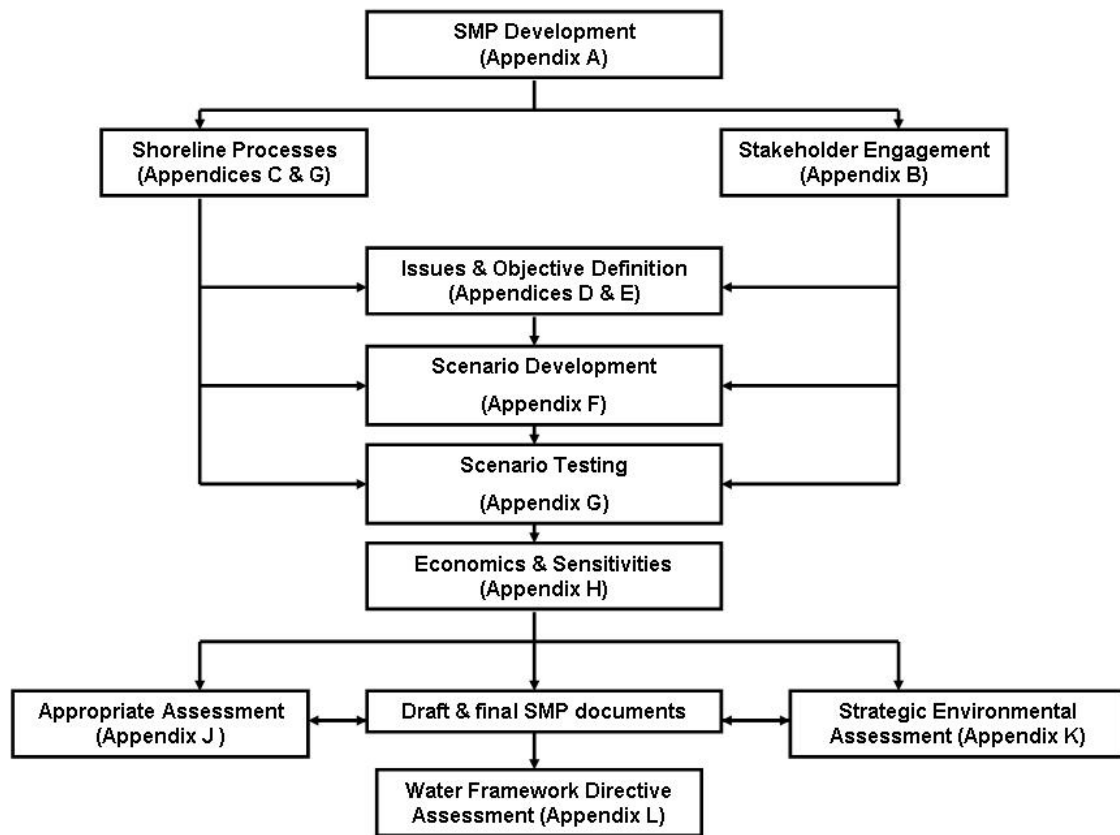 SMP Development
(Appendix A)
Shoreline Processes
(Appendices C & G)
Stakeholder Engagement
(Appendix B)
Issues & Objective Definition
(Appendices D & E)
Scenario Development
(Appendix F)
Scenario Testing
(Appendix G)
Economics & Sensitivities
(Appendix H)
Appropriate Assessment
(Appendix J )
Draft & final SMP documents
Strategic Environmental
Assessment (Appendix K)
Water Framework Directive
Assessment (Appendix L)